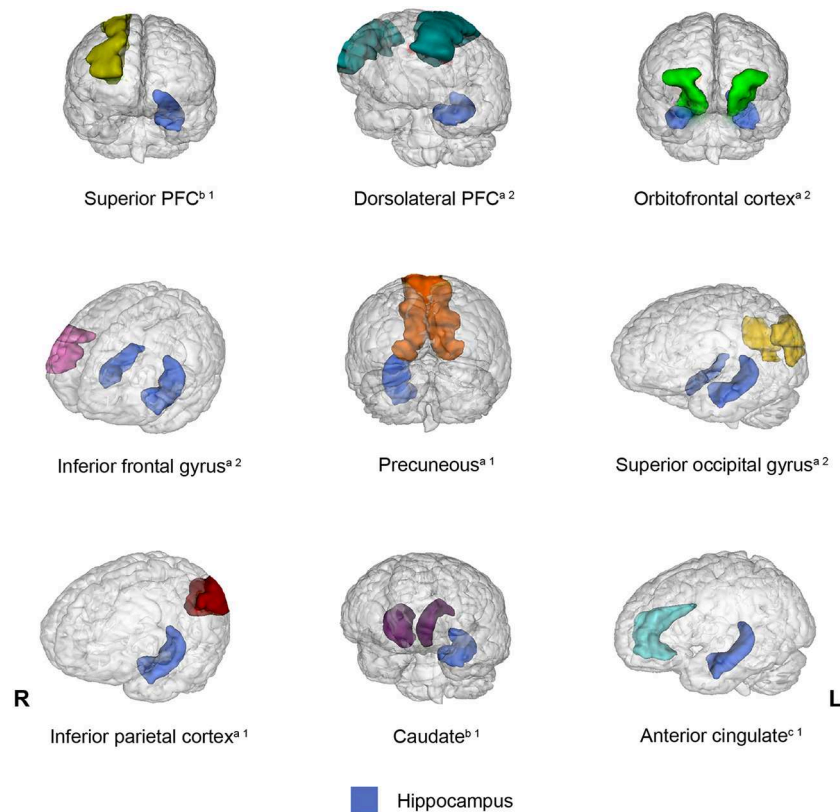 Superior PFCᵇ ¹
Dorsolateral PFCᵃ ²
Orbitofrontal cortexᵃ ²
Inferior frontal gyrusᵃ ²
Precuneousᵃ ¹
Superior occipital gyrusᵃ ²
R
L
Inferior parietal cortexᵃ ¹
Caudateᵇ ¹
Anterior cingulateᶜ ¹
Hippocampus